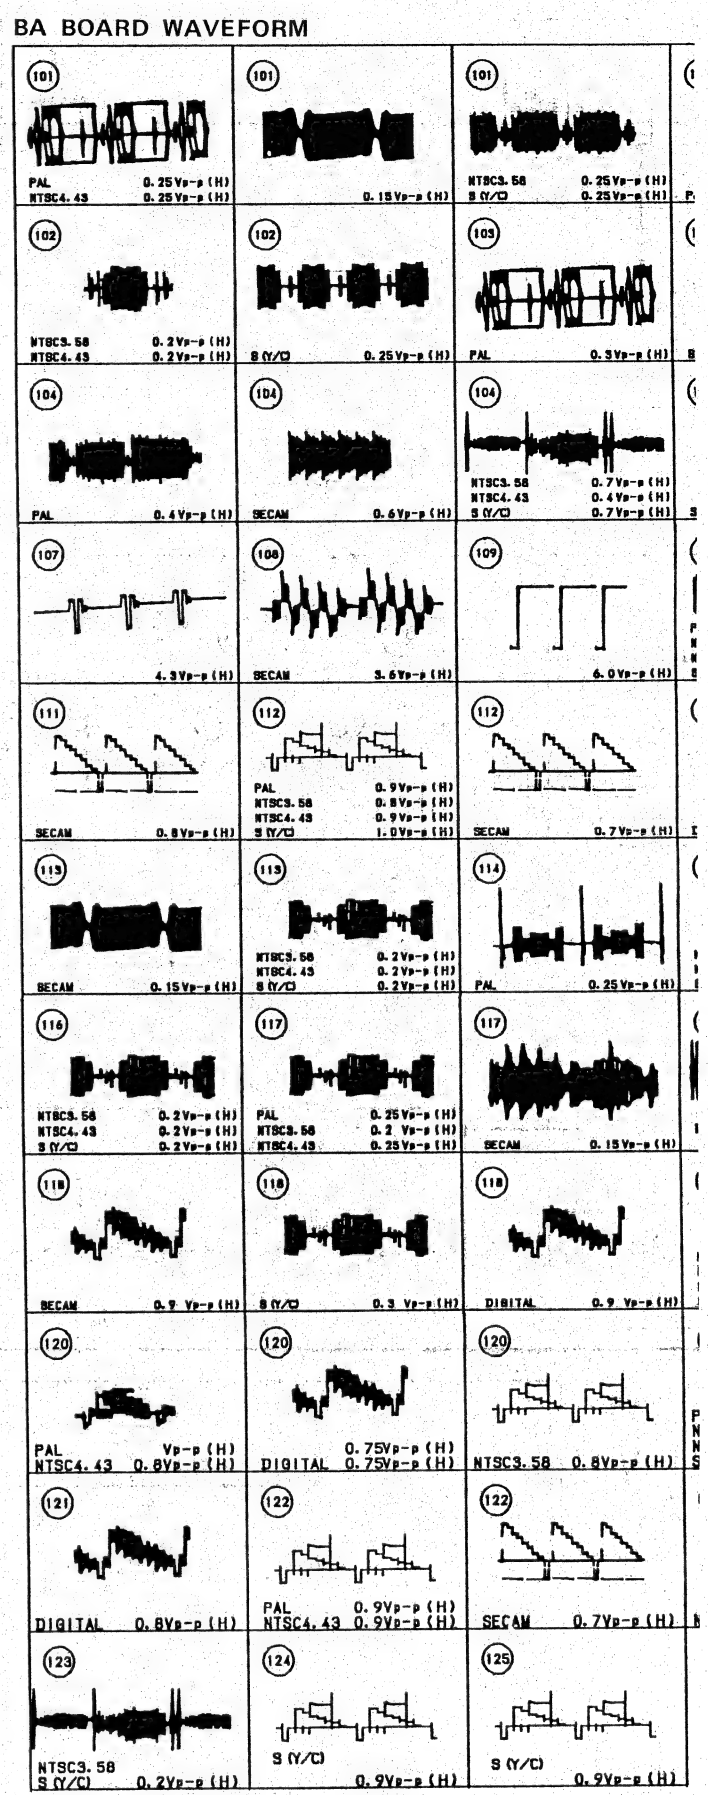 BA BOARD WAVEFORM
101
PAL 0.25Vp-p (H)
NTSC4.43 0.25Vp-p (H)
101
0.15Vp-p (H)
101
NTSC3.58 0.25Vp-p (H)
S (Y/C) 0.25Vp-p (H)
102
NTSC3.58 0.2Vp-p (H)
NTSC4.43 0.2Vp-p (H)
102
S (Y/C) 0.25Vp-p (H)
103
PAL 0.3Vp-p (H)
104
PAL 0.4Vp-p (H)
104
SECAM 0.6Vp-p (H)
104
NTSC3.58 0.7Vp-p (H)
NTSC4.43 0.4Vp-p (H)
S (Y/C) 0.7Vp-p (H)
107
4.3Vp-p (H)
108
SECAM 3.6Vp-p (H)
109
6.0Vp-p (H)
111
SECAM 0.8Vp-p (H)
112
PAL 0.9Vp-p (H)
NTSC3.58 0.8Vp-p (H)
NTSC4.43 0.9Vp-p (H)
S (Y/C) 1.0Vp-p (H)
112
SECAM 0.7Vp-p (H)
113
SECAM 0.15Vp-p (H)
113
NTSC3.58 0.2Vp-p (H)
NTSC4.43 0.2Vp-p (H)
S (Y/C) 0.2Vp-p (H)
114
PAL 0.25Vp-p (H)
116
NTSC3.58 0.2Vp-p (H)
NTSC4.43 0.2Vp-p (H)
S (Y/C) 0.2Vp-p (H)
117
PAL 0.25Vp-p (H)
NTSC3.58 0.2 Vp-p (H)
NTSC4.43 0.25Vp-p (H)
117
SECAM 0.15Vp-p (H)
118
SECAM 0.9 Vp-p (H)
118
S (Y/C) 0.3 Vp-p (H)
118
DIGITAL 0.9 Vp-p (H)
120
PAL Vp-p (H)
NTSC4.43 0.8Vp-p (H)
120
0.75Vp-p (H)
DIGITAL 0.75Vp-p (H)
120
NTSC3.58 0.8Vp-p (H)
121
DIGITAL 0.8Vp-p (H)
122
PAL 0.9Vp-p (H)
NTSC4.43 0.9Vp-p (H)
122
SECAM 0.7Vp-p (H)
123
NTSC3.58
S (Y/C) 0.2Vp-p (H)
124
S (Y/C)
0.9Vp-p (H)
125
S (Y/C)
0.9Vp-p (H)